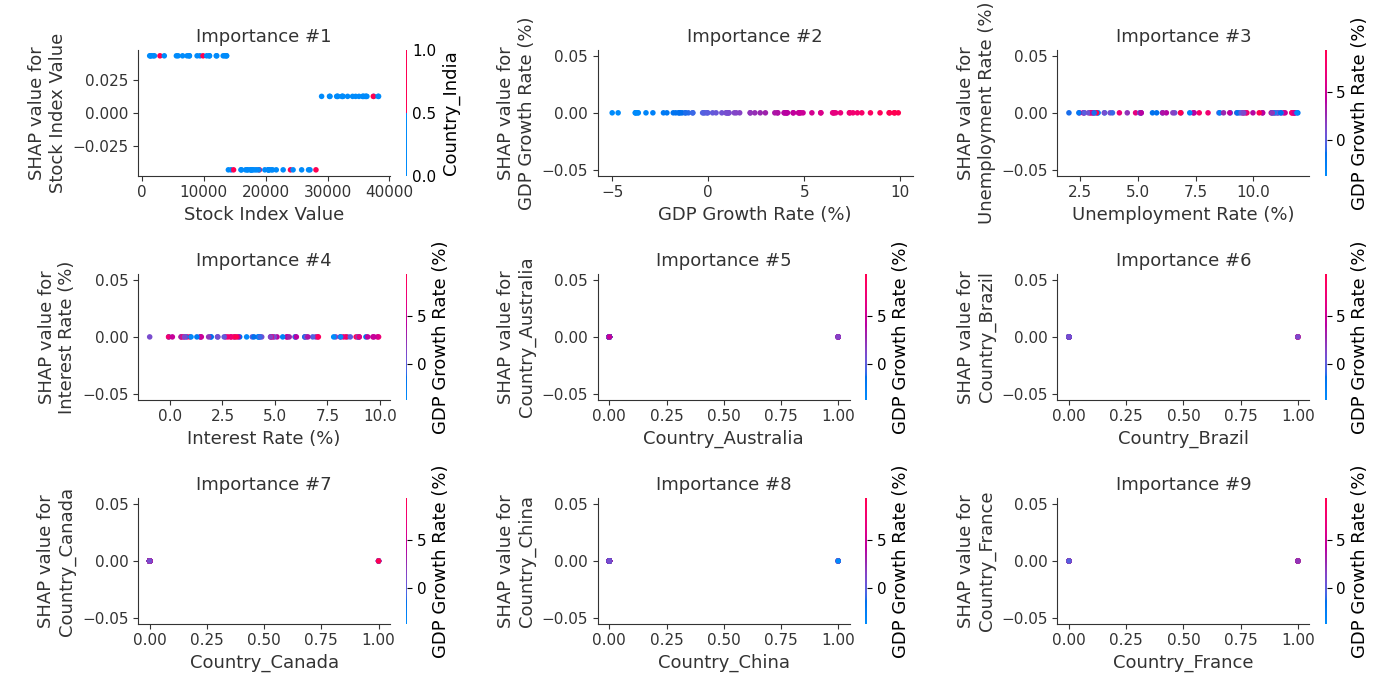 Importance #1
SHAP value for
Stock Index Value
0.025
0.000
−0.025
0
10000
20000
30000
40000
Stock Index Value
1.0
0.5
0.0
Country_India
Importance #2
SHAP value for
GDP Growth Rate (%)
0.05
0.00
−0.05
−5
0
5
10
GDP Growth Rate (%)
Importance #3
SHAP value for
Unemployment Rate (%)
0.05
0.00
−0.05
2.5
5.0
7.5
10.0
Unemployment Rate (%)
5
0
GDP Growth Rate (%)
Importance #4
SHAP value for
Interest Rate (%)
0.05
0.00
−0.05
0.0
2.5
5.0
7.5
10.0
Interest Rate (%)
5
0
GDP Growth Rate (%)
Importance #5
SHAP value for
Country_Australia
0.05
0.00
−0.05
0.00
0.25
0.50
0.75
1.00
Country_Australia
5
0
GDP Growth Rate (%)
Importance #6
SHAP value for
Country_Brazil
0.05
0.00
−0.05
0.00
0.25
0.50
0.75
1.00
Country_Brazil
5
0
GDP Growth Rate (%)
Importance #7
SHAP value for
Country_Canada
0.05
0.00
−0.05
0.00
0.25
0.50
0.75
1.00
Country_Canada
5
0
GDP Growth Rate (%)
Importance #8
SHAP value for
Country_China
0.05
0.00
−0.05
0.00
0.25
0.50
0.75
1.00
Country_China
5
0
GDP Growth Rate (%)
Importance #9
SHAP value for
Country_France
0.05
0.00
−0.05
0.00
0.25
0.50
0.75
1.00
Country_France
5
0
GDP Growth Rate (%)